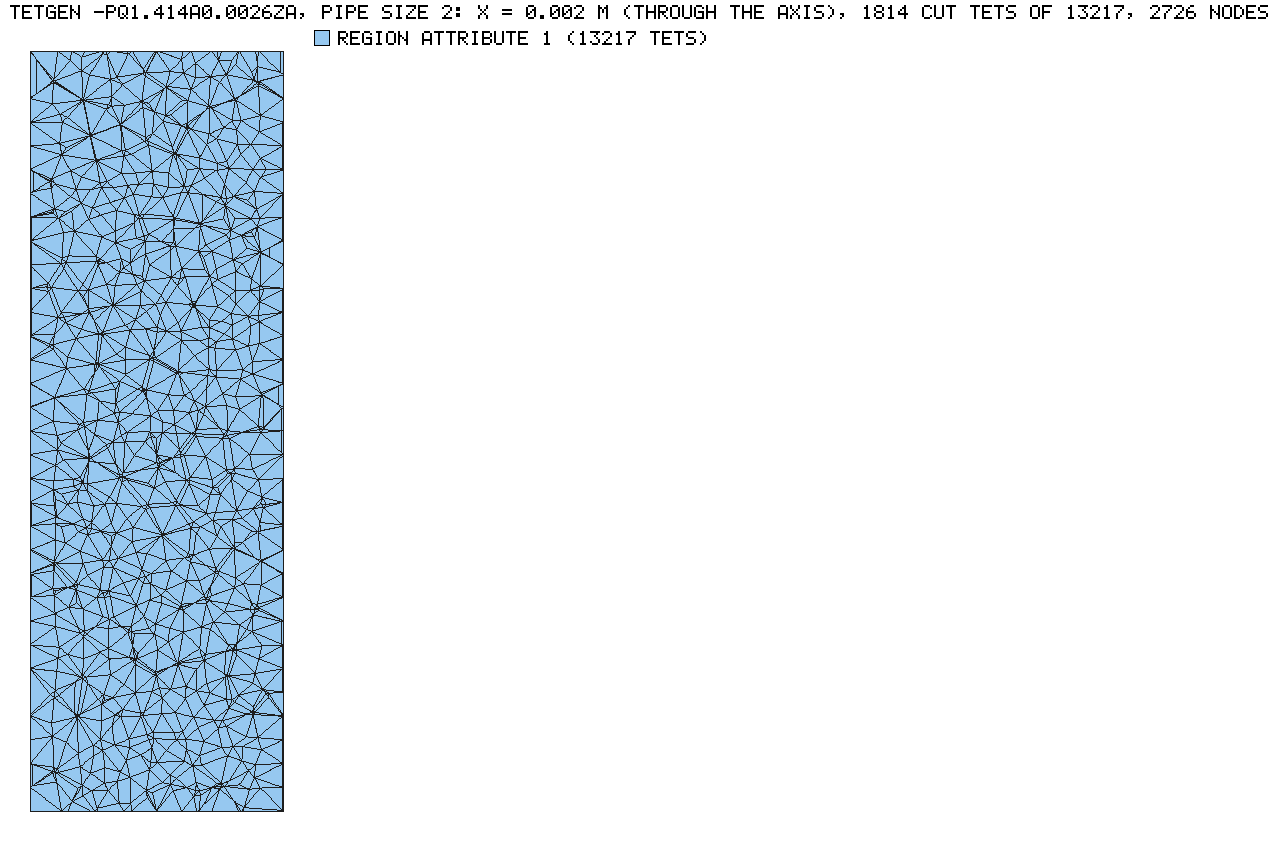 TETGEN -PQ1.414A0.0026ZA, PIPE SIZE 2: X = 0.002 M (THROUGH THE AXIS), 1814 CUT TETS OF 13217, 2726 NODES
REGION ATTRIBUTE 1 (13217 TETS)